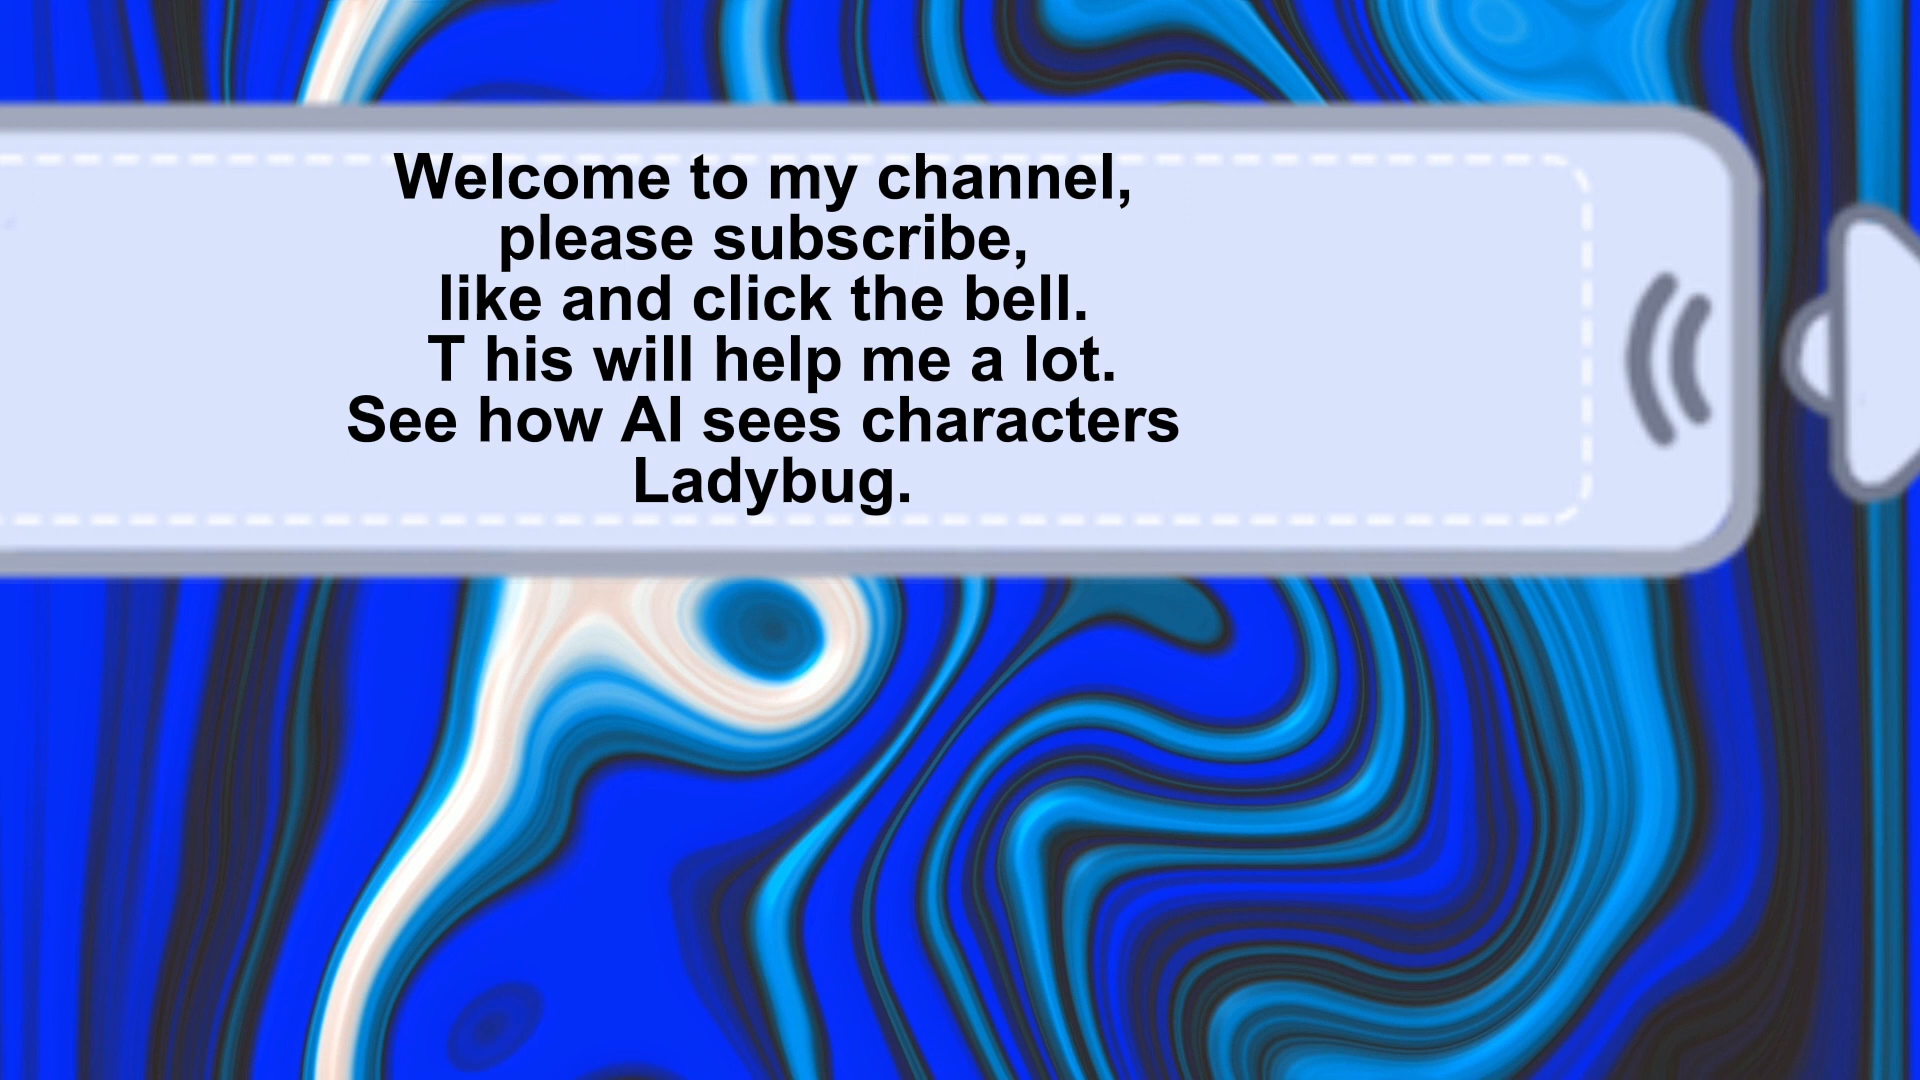 Welcome to my channel,
please subscribe,
like and click the bell.
T his will help me a lot.
See how AI sees characters
Ladybug.